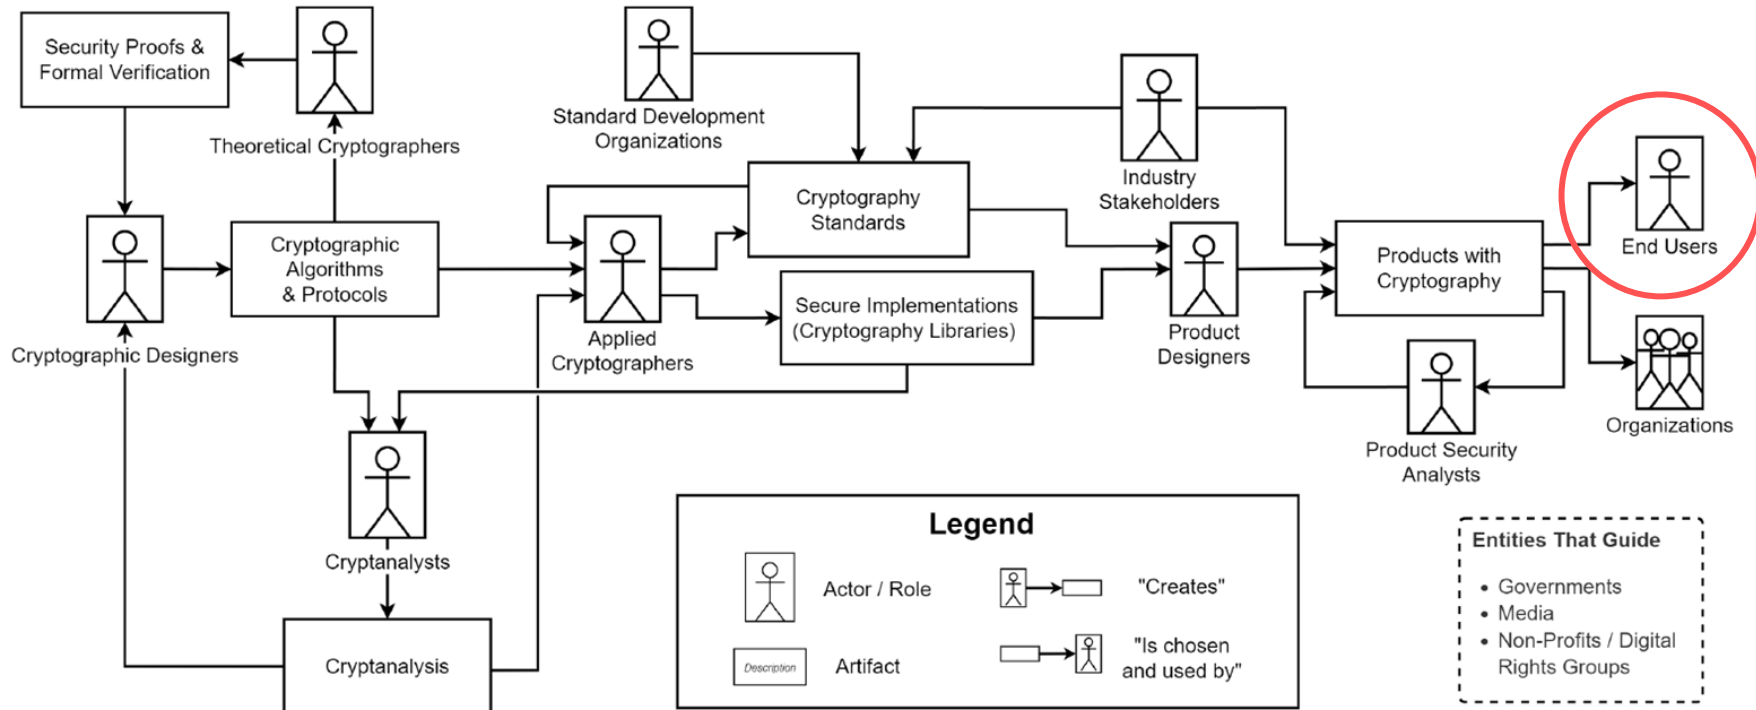 Security Proofs &
Formal Verification
Theoretical Cryptographers
Standard Development
Organizations
Industry
Stakeholders
End Users
Cryptographic Designers
Cryptographic
Algorithms
& Protocols
Applied
Cryptographers
Cryptography
Standards
Secure Implementations
(Cryptography Libraries)
Product
Designers
Products with
Cryptography
Organizations
Product Security
Analysts
Cryptanalysts
Cryptanalysis
Legend
Actor / Role
"Creates"
Description
Artifact
"Is chosen
and used by"
Entities That Guide
• Governments
• Media
• Non-Profits / Digital
Rights Groups